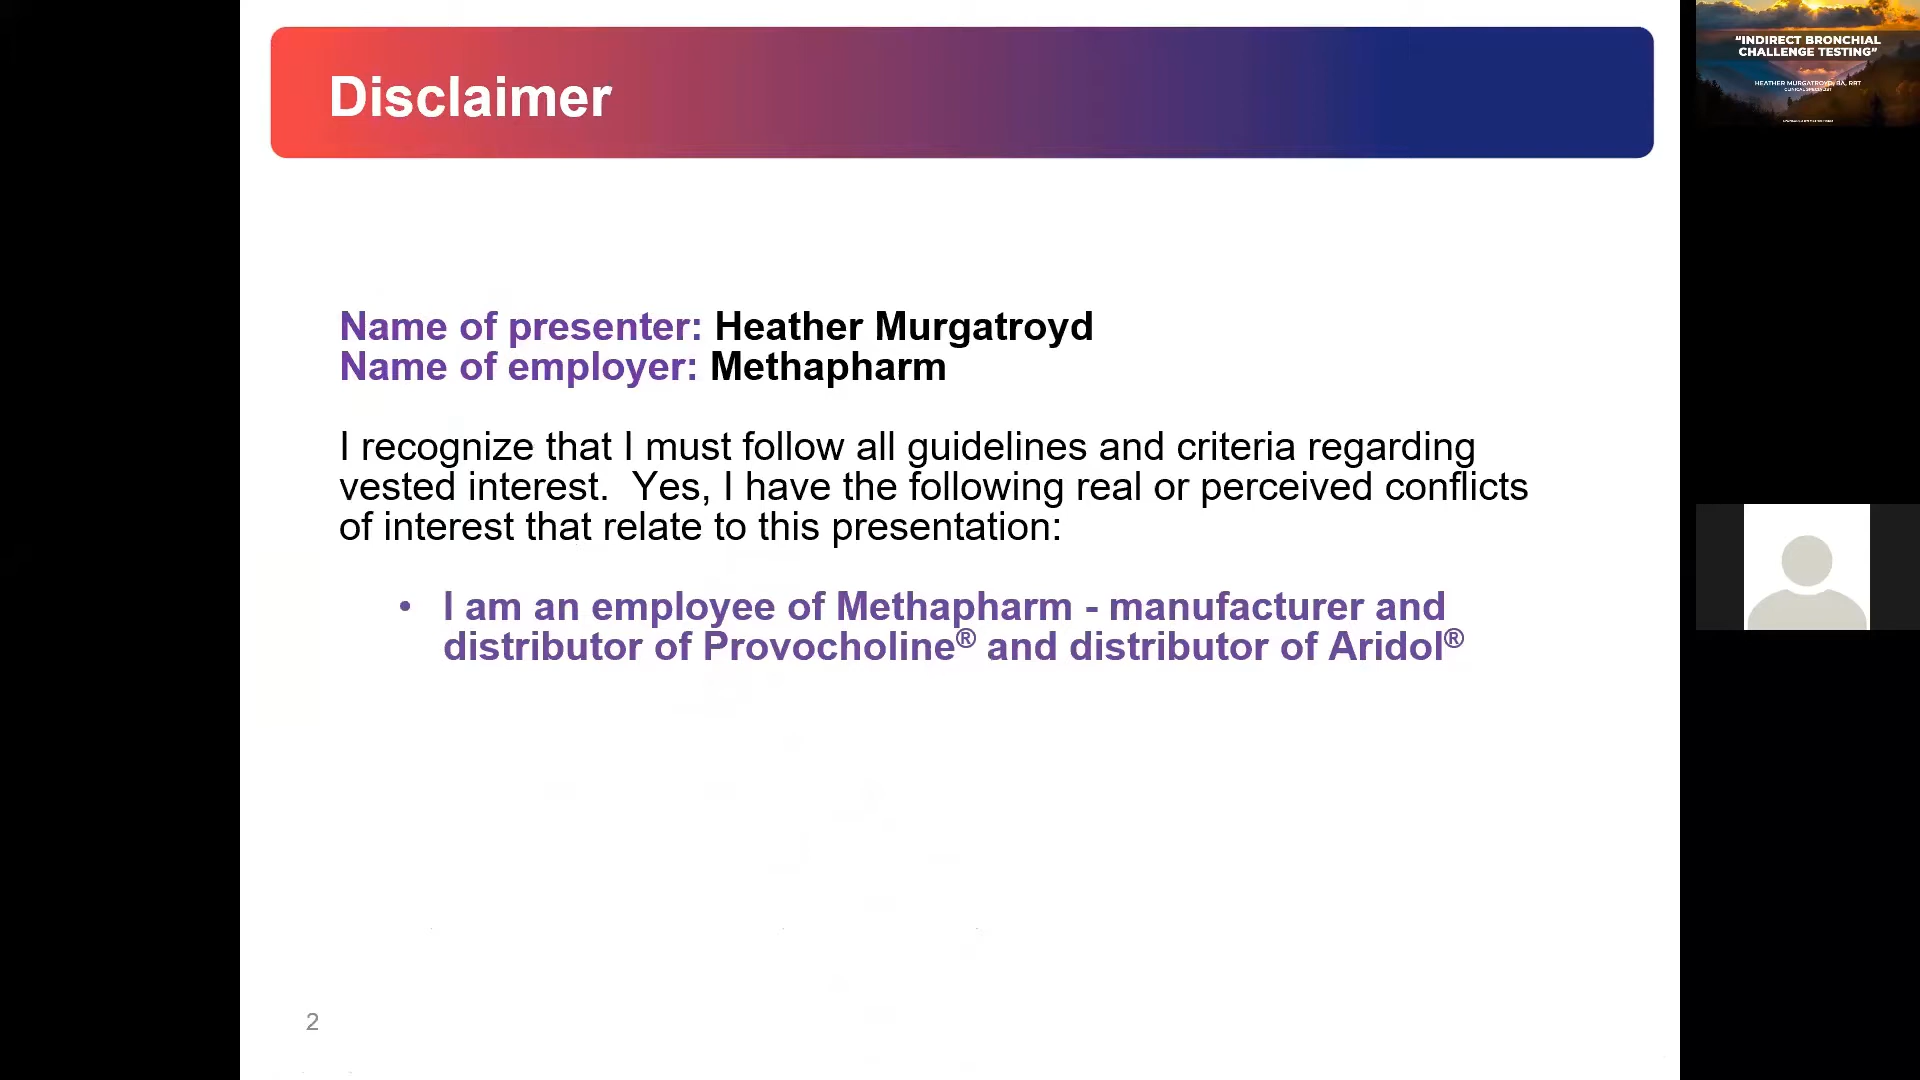 Disclaimer
Name of presenter: Heather Murgatroyd
Name of employer: Methapharm
I recognize that I must follow all guidelines and criteria regarding
vested interest.  Yes, I have the following real or perceived conflicts
of interest that relate to this presentation:
• I am an employee of Methapharm - manufacturer and
distributor of Provocholine® and distributor of Aridol®
2
“INDIRECT BRONCHIAL
CHALLENGE TESTING”
HEATHER MURGATROYD, BA, RRT
CLINICAL SPECIALIST